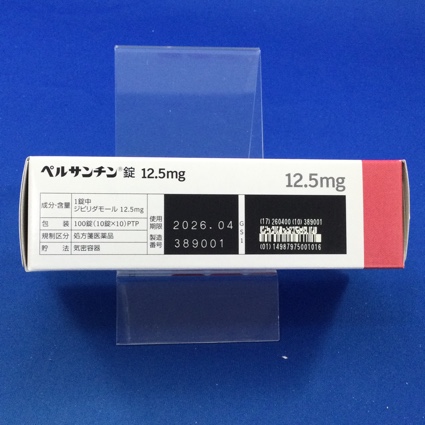 ペルサンチン®錠 12.5mg
12.5mg
成分・含量 1錠中 ジピリダモール 12.5mg
包 装 100錠(10錠×10)PTP
規制区分 処方箋医薬品
貯 法 気密容器
使用期限 2026.04
製造番号 389001
GS1
(17) 260400 (10) 389001
(01) 14987975001016